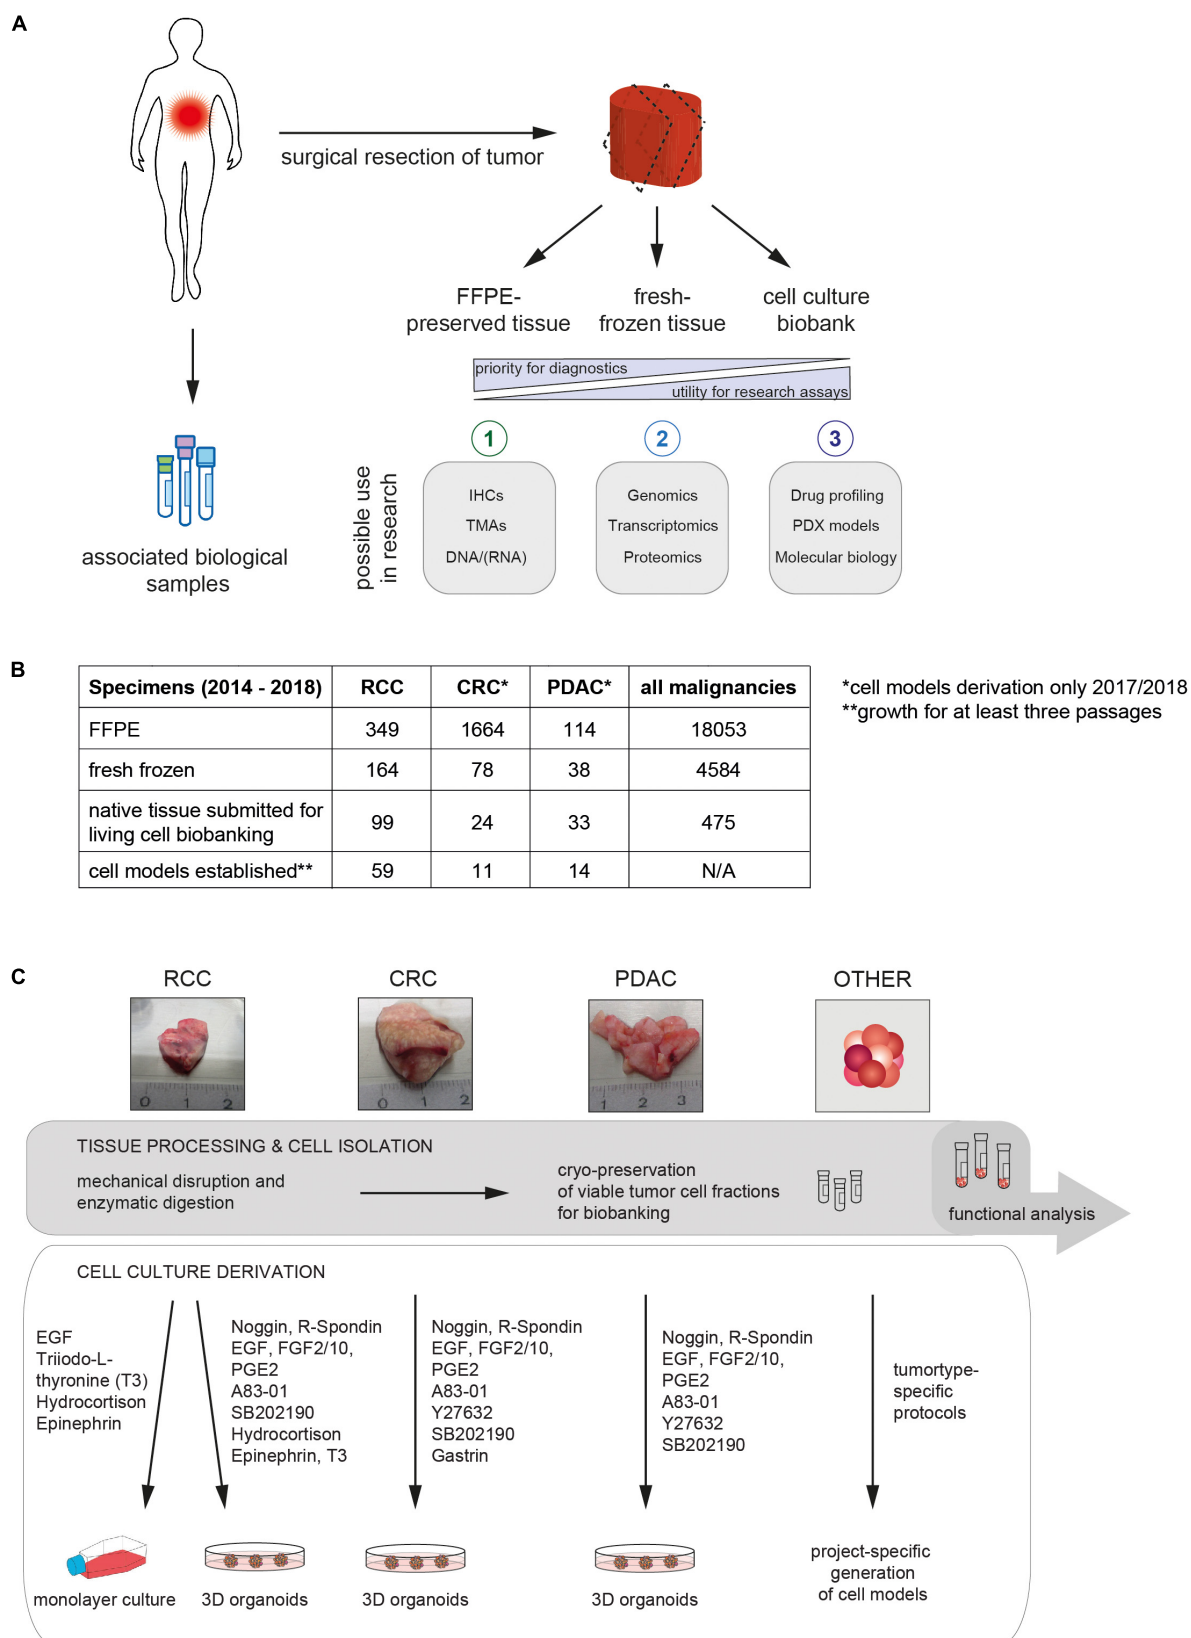 A
surgical resection of tumor
FFPE-
preserved tissue
fresh-
frozen tissue
cell culture
biobank
priority for diagnostics
utility for research assays
1
2
3
possible use
in research
IHCs
TMAs
DNA/(RNA)
Genomics
Transcriptomics
Proteomics
Drug profiling
PDX models
Molecular biology
associated biological
samples
B
Specimens (2014 - 2018) RCC CRC* PDAC* all malignancies
FFPE 349 1664 114 18053
fresh frozen 164 78 38 4584
native tissue submitted for
living cell biobanking 99 24 33 475
cell models established** 59 11 14 N/A
*cell models derivation only 2017/2018
**growth for at least three passages
C
RCC CRC PDAC OTHER
0 1 2
0 1 2
1 2 3
TISSUE PROCESSING & CELL ISOLATION
mechanical disruption and
enzymatic digestion
cryo-preservation
of viable tumor cell fractions
for biobanking
functional analysis
CELL CULTURE DERIVATION
EGF
Triiodo-L-
thyronine (T3)
Hydrocortison
Epinephrin
Noggin, R-Spondin
EGF, FGF2/10,
PGE2
A83-01
SB202190
Hydrocortison
Epinephrin, T3
Noggin, R-Spondin
EGF, FGF2/10,
PGE2
A83-01
Y27632
SB202190
Gastrin
Noggin, R-Spondin
EGF, FGF2/10,
PGE2
A83-01
Y27632
SB202190
tumortype-
specific
protocols
monolayer culture
3D organoids
3D organoids
3D organoids
project-specific
generation
of cell models